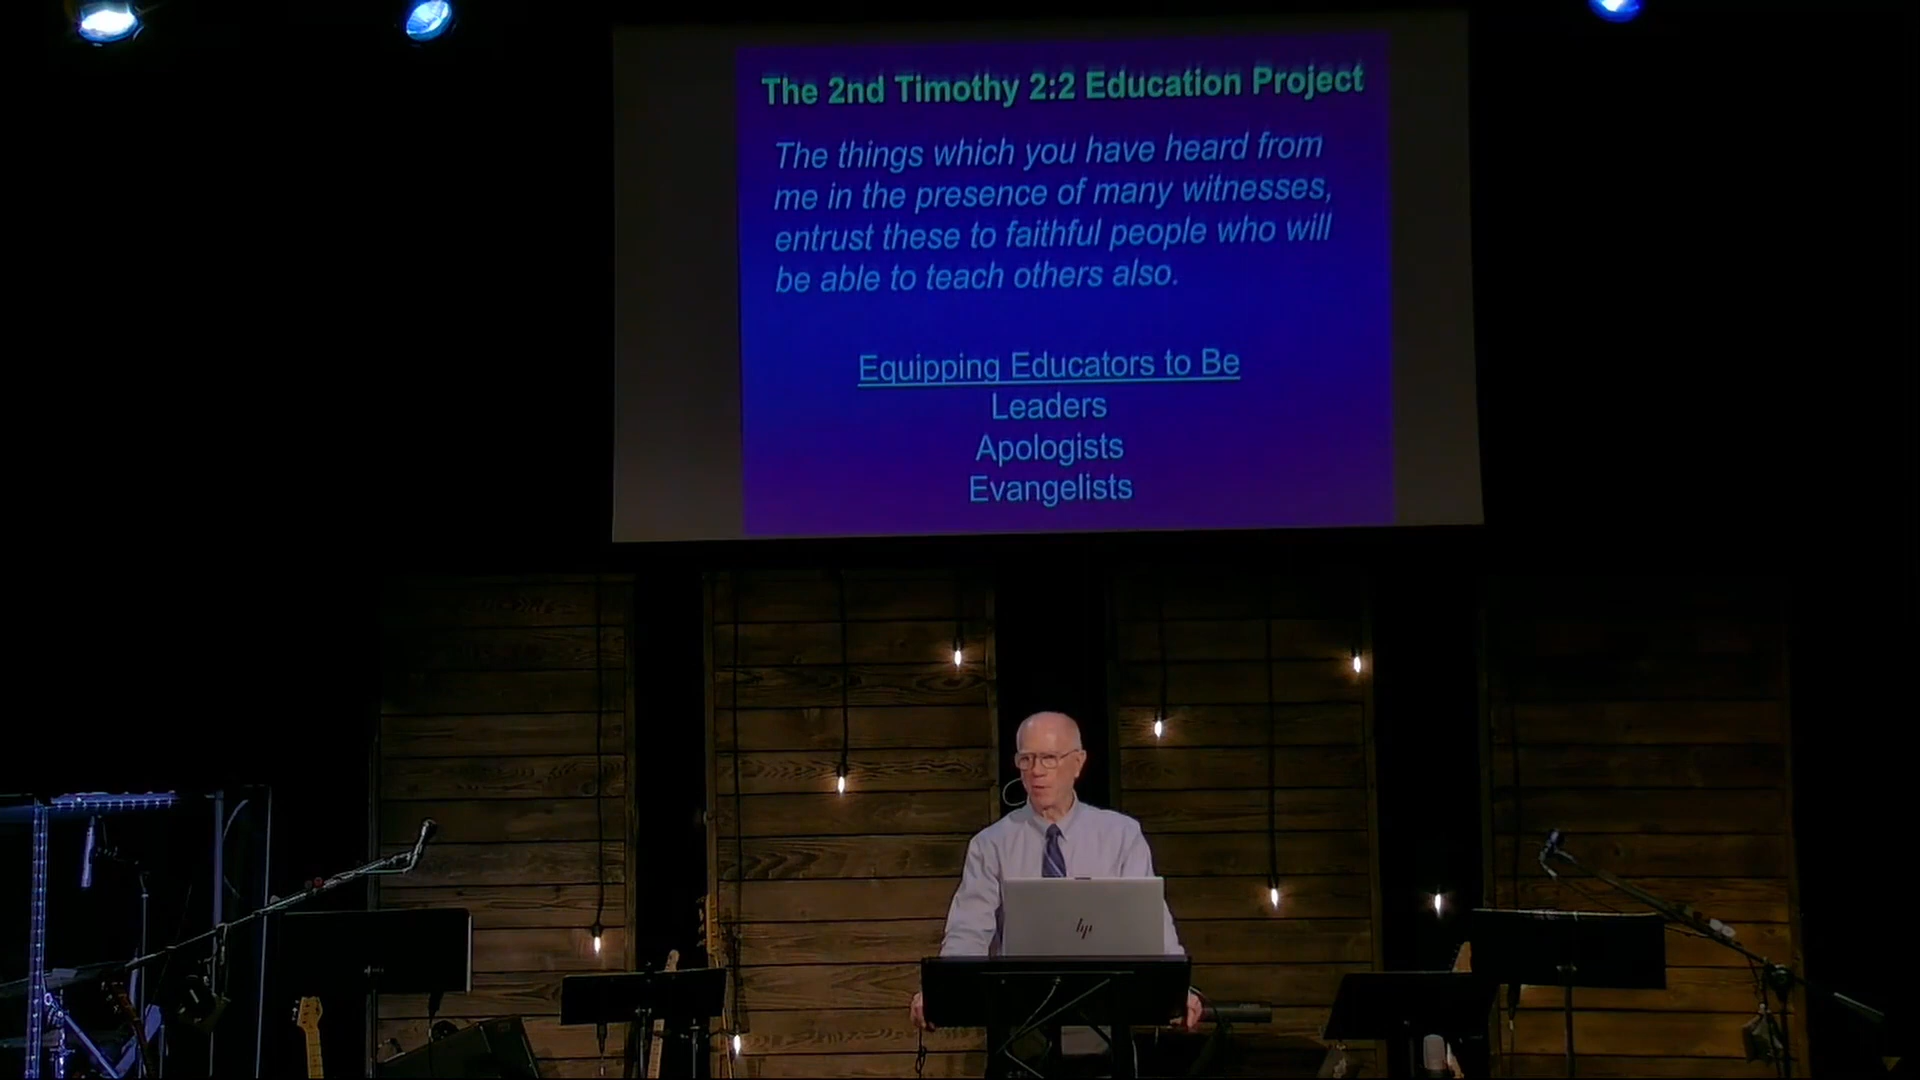 The 2nd Timothy 2:2 Education Project
The things which you have heard from
me in the presence of many witnesses,
entrust these to faithful people who will
be able to teach others also.
Equipping Educators to Be
Leaders
Apologists
Evangelists
hp